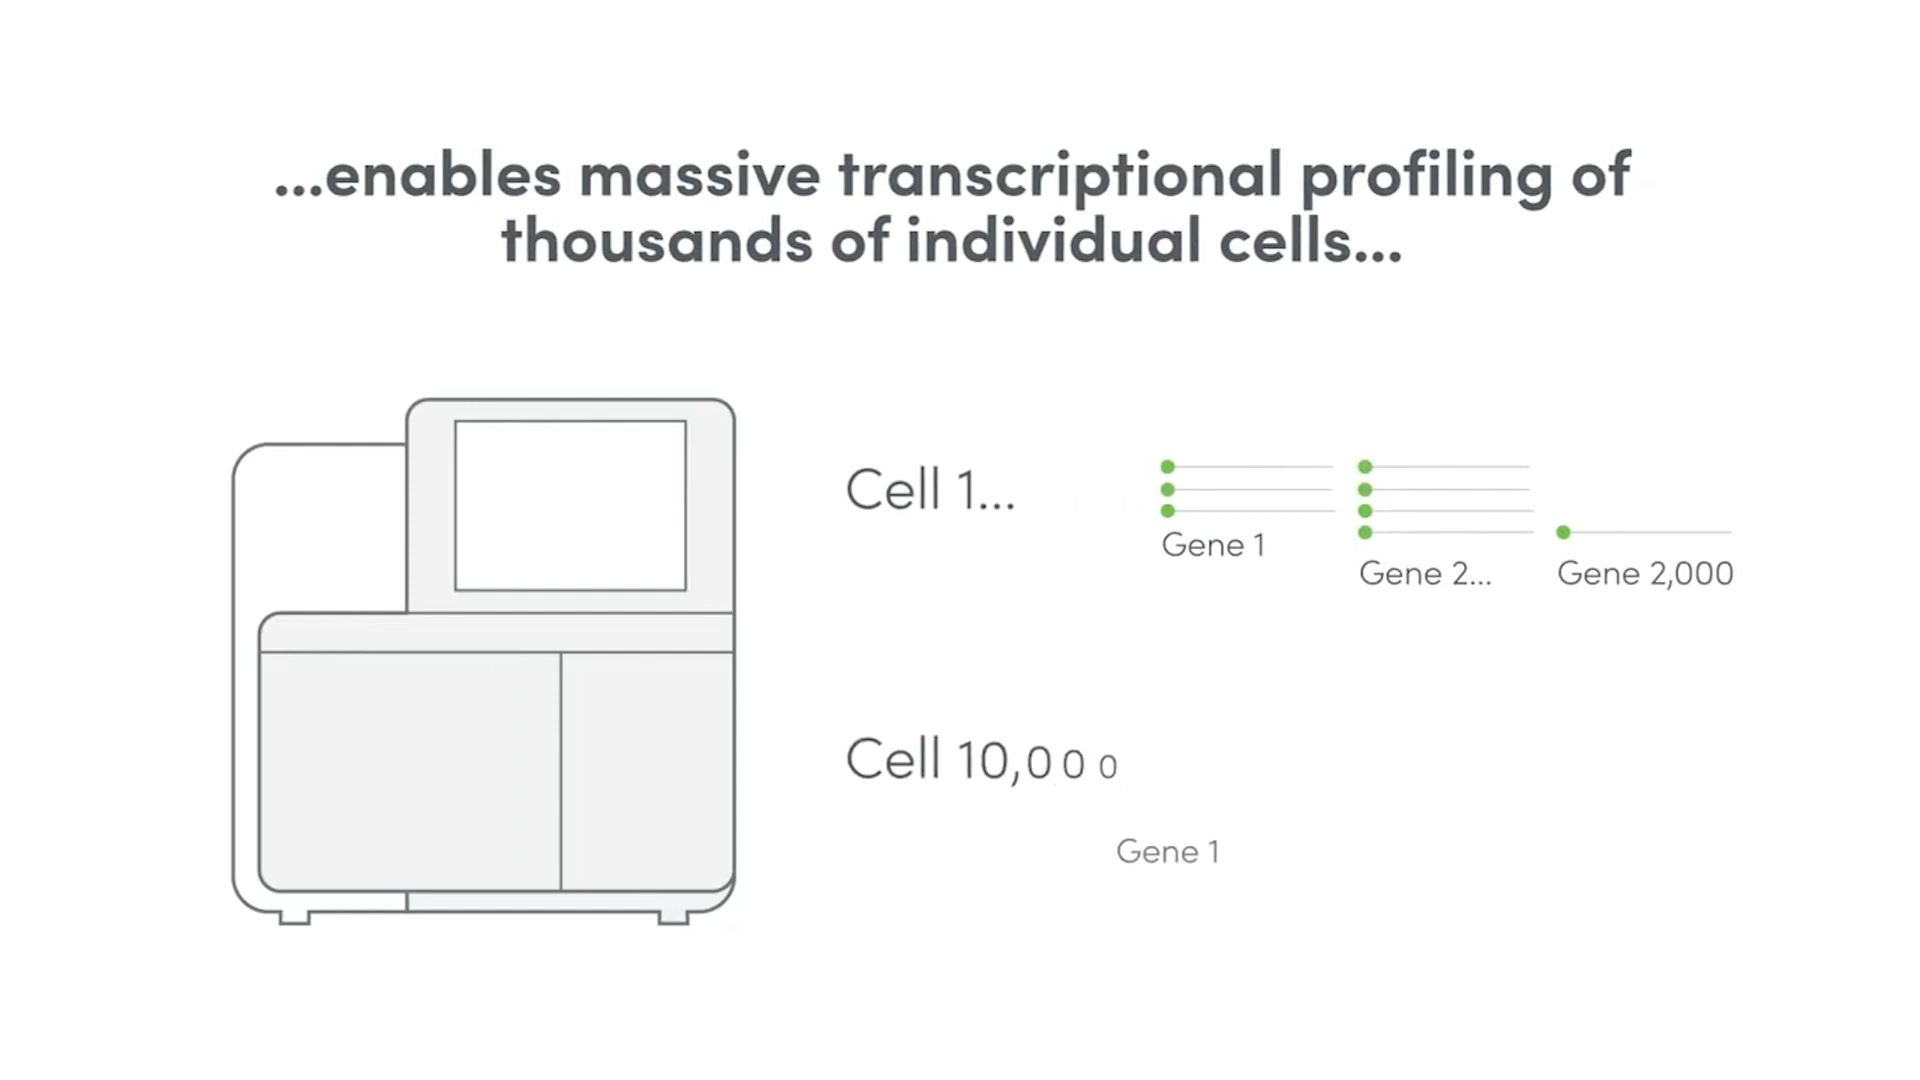 ...enables massive transcriptional profiling of
thousands of individual cells...
Cell 1...
Gene 1
Gene 2...
Gene 2,000
Cell 10,000
Gene 1